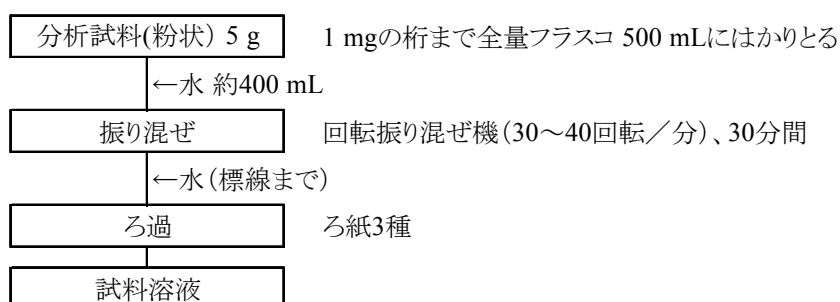 分析試料(粉状) 5 g 1 mgの桁まで全量フラスコ 500 mLにはかりとる
←水 約400 mL
振り混ぜ 回転振り混ぜ機(30~40回転/分)、30分間
←水(標線まで)
ろ過 ろ紙3種
試料溶液